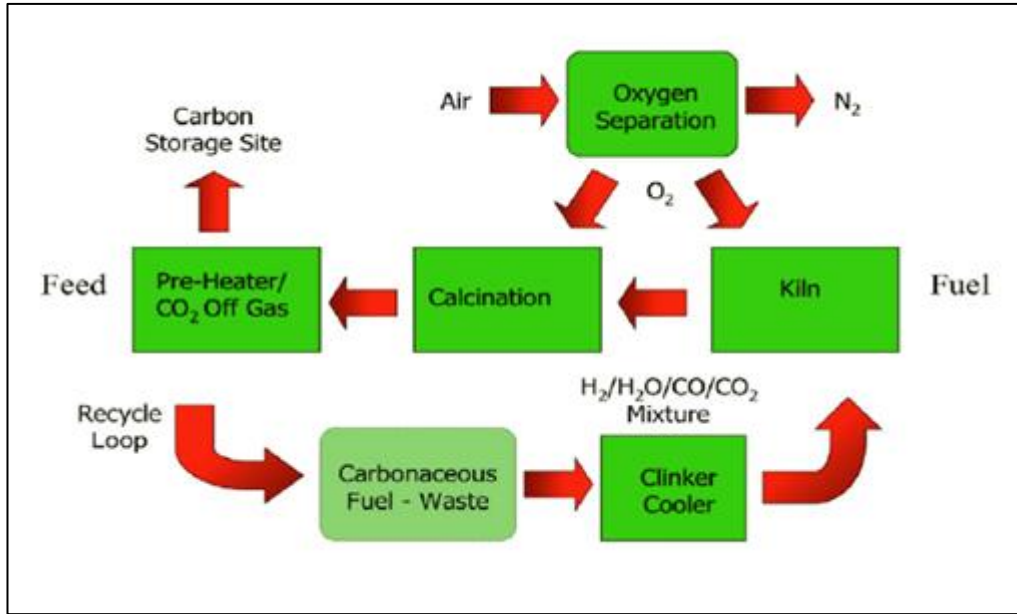 Air
Oxygen
Separation
N₂
Carbon
Storage Site
O₂
Feed
Pre-Heater/
CO₂ Off Gas
Calcination
Kiln
Fuel
H₂/H₂O/CO/CO₂
Mixture
Recycle
Loop
Carbonaceous
Fuel - Waste
Clinker
Cooler